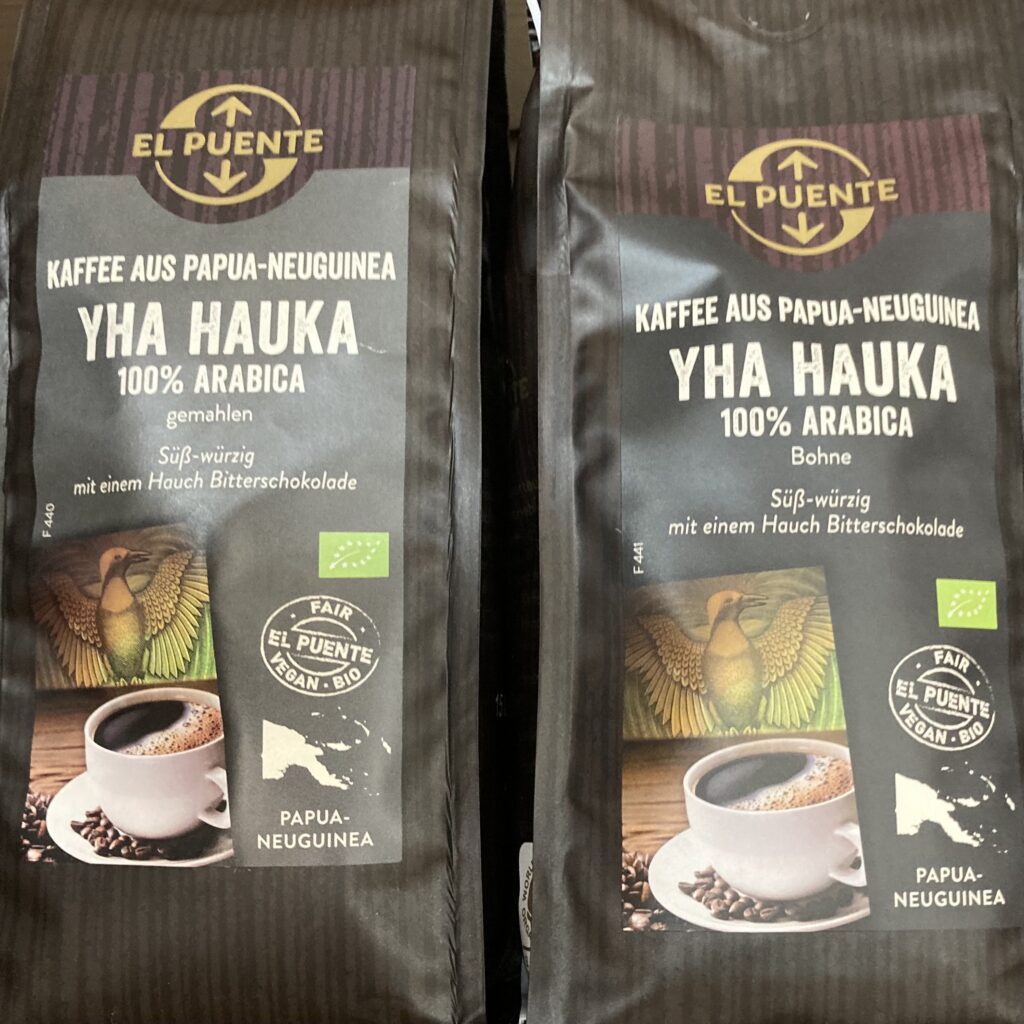 EL PUENTE
KAFFEE AUS PAPUA-NEUGUINEA
YHA HAUKA
100% ARABICA
gemahlen
Süß-würzig
mit einem Hauch Bitterschokolade
F 440
FAIR
EL PUENTE
VEGAN · BIO
PAPUA-
NEUGUINEA
EL PUENTE
KAFFEE AUS PAPUA-NEUGUINEA
YHA HAUKA
100% ARABICA
Bohne
Süß-würzig
mit einem Hauch Bitterschokolade
F 441
FAIR
EL PUENTE
VEGAN · BIO
PAPUA-
NEUGUINEA